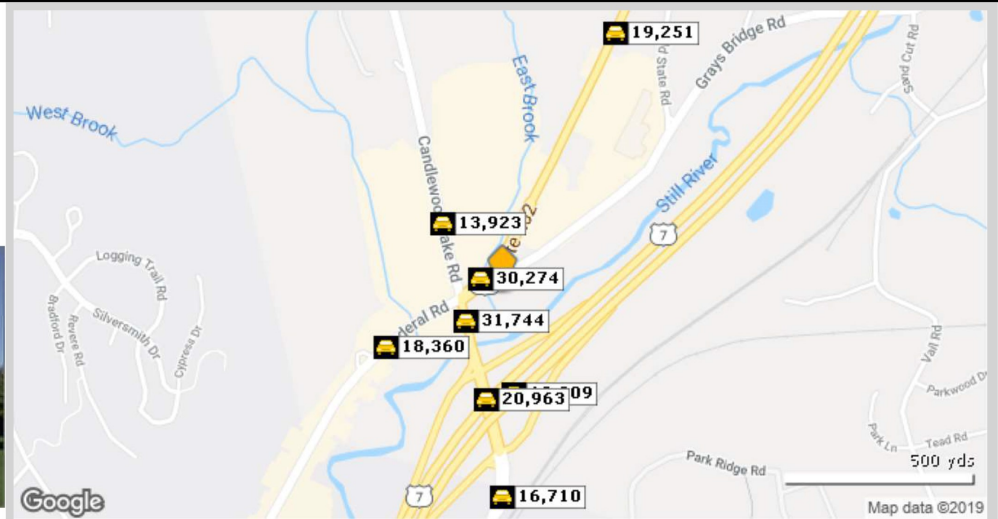 19,251
Grays Bridge Rd
Sand Cut Rd
State Rd
East Brook
West Brook
Candlewood Lake Rd
Still River
7
13,923
30,274
Logging Trail Rd
Federal Rd
31,744
Bradford Dr
Revere Rd
Silversmith Dr
Cypress Dr
18,360
Vail Rd
20,963
Parkwood Dr
Park Ln
Tead Rd
Park Ridge Rd
500 yds
7
16,710
Google
Map data ©2019